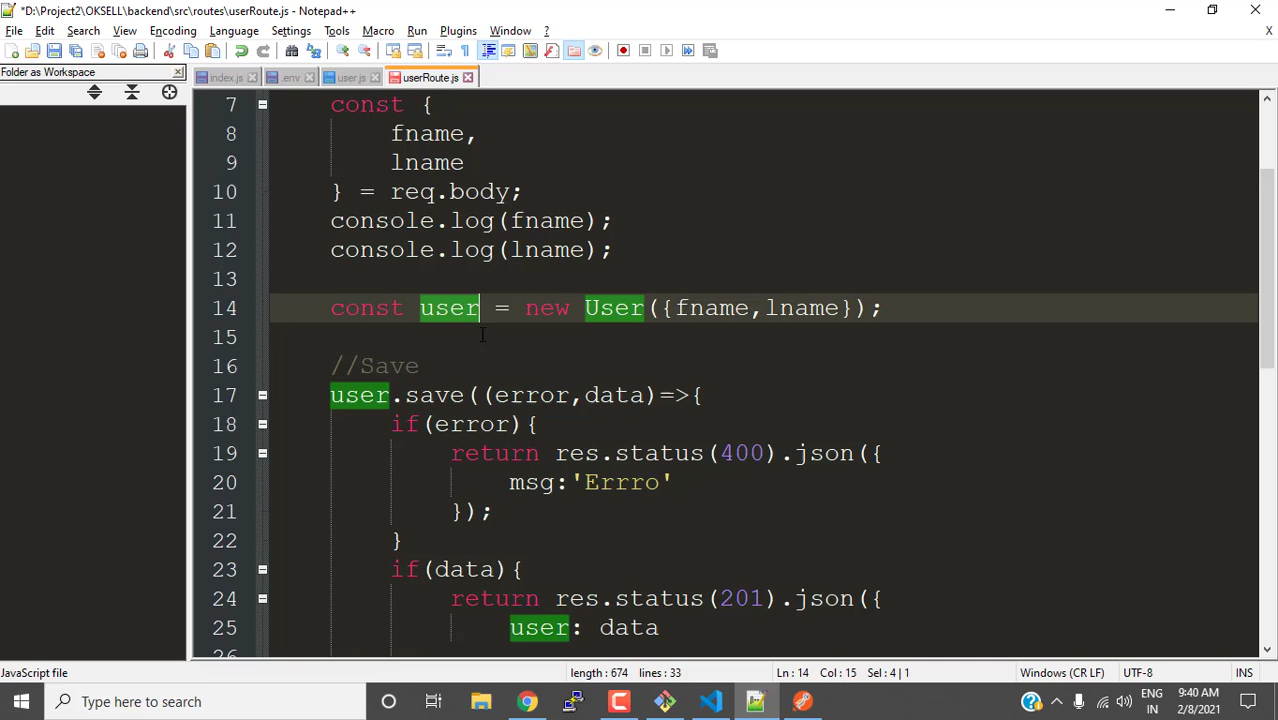 *D:\Project2\OKSELL\backend\src\routes\userRoute.js - Notepad++
File Edit Search View Encoding Language Settings Tools Macro Run Plugins Window ?
X
Folder as Workspace
index.js .env user.js userRoute.js
7 const {
8 fname,
9 lname
10 } = req.body;
11 console.log(fname);
12 console.log(lname);
13
14 const user = new User({fname,lname});
15
16 //Save
17 user.save((error,data)=>{
18 if(error){
19 return res.status(400).json({
20 msg:'Errro'
21 });
22 }
23 if(data){
24 return res.status(201).json({
25 user: data
26
JavaScript file length : 674 lines : 33 Ln : 14 Col : 15 Sel : 4 | 1 Windows (CR LF) UTF-8 INS
Type here to search
ENG
IN
9:40 AM
2/8/2021